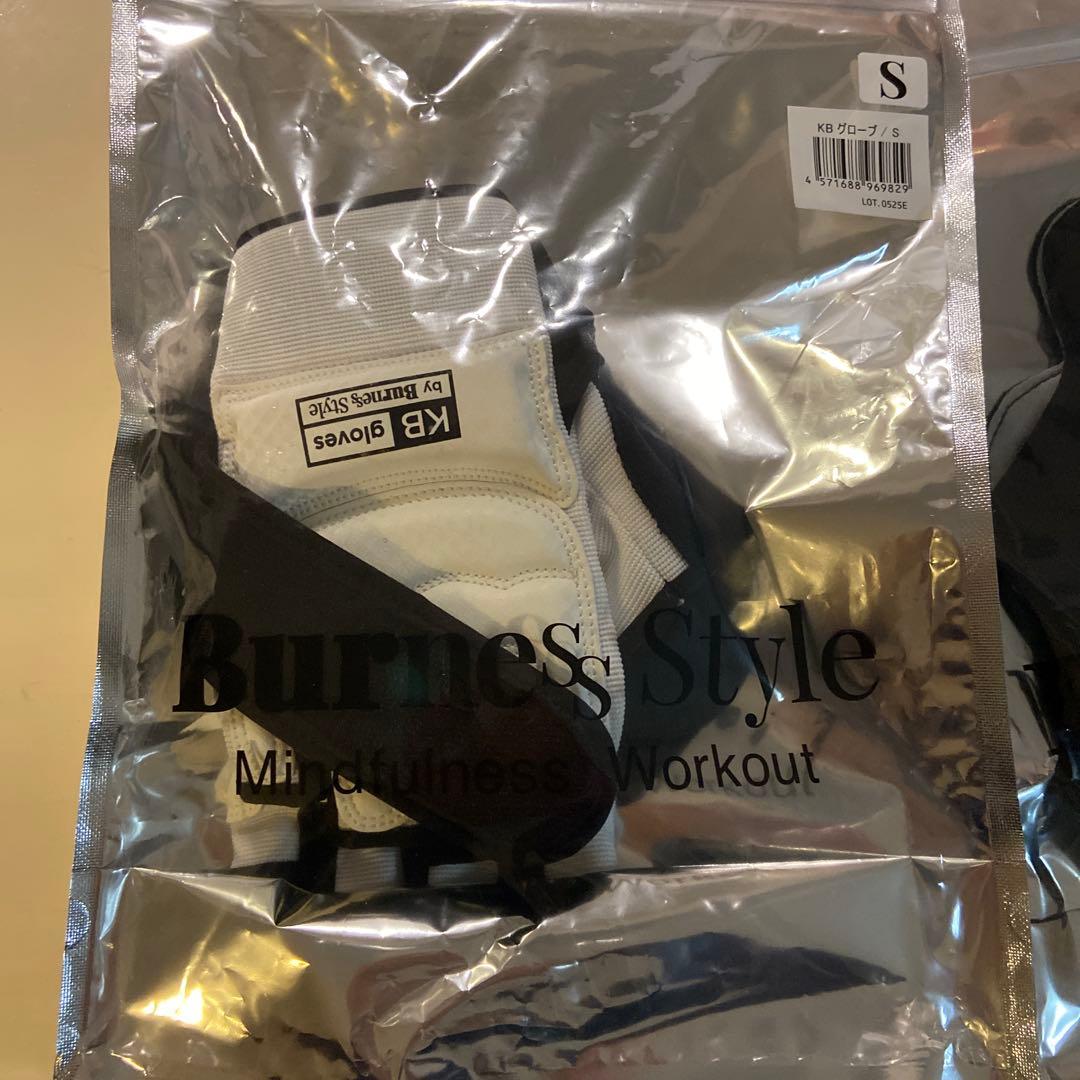 S
KB グローブ / S
4 571688 969829
LOT. 0525E
KB gloves
by Burness Style
Burness Style
Mindfulness Workout